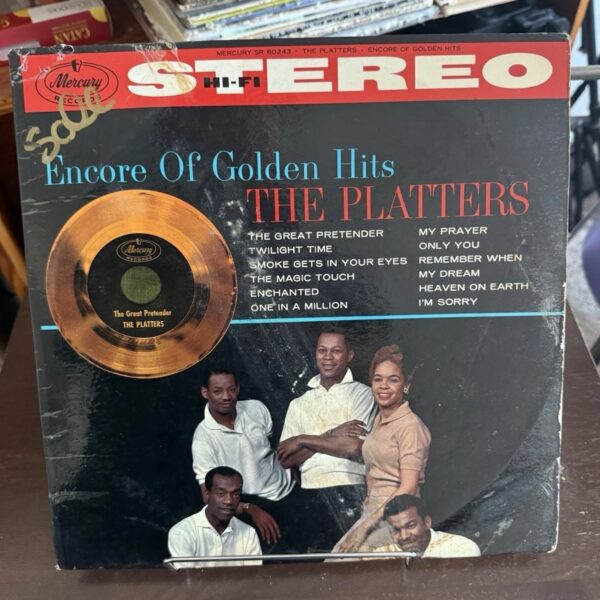 CATAN
MERCURY SR 60243 · THE PLATTERS · ENCORE OF GOLDEN HITS
Mercury
RECORDS
STEREO
HI-FI
Encore Of Golden Hits
THE PLATTERS
THE GREAT PRETENDER
TWILIGHT TIME
SMOKE GETS IN YOUR EYES
THE MAGIC TOUCH
ENCHANTED
ONE IN A MILLION
MY PRAYER
ONLY YOU
REMEMBER WHEN
MY DREAM
HEAVEN ON EARTH
I'M SORRY
Mercury
RECORDS
The Great Pretender
THE PLATTERS